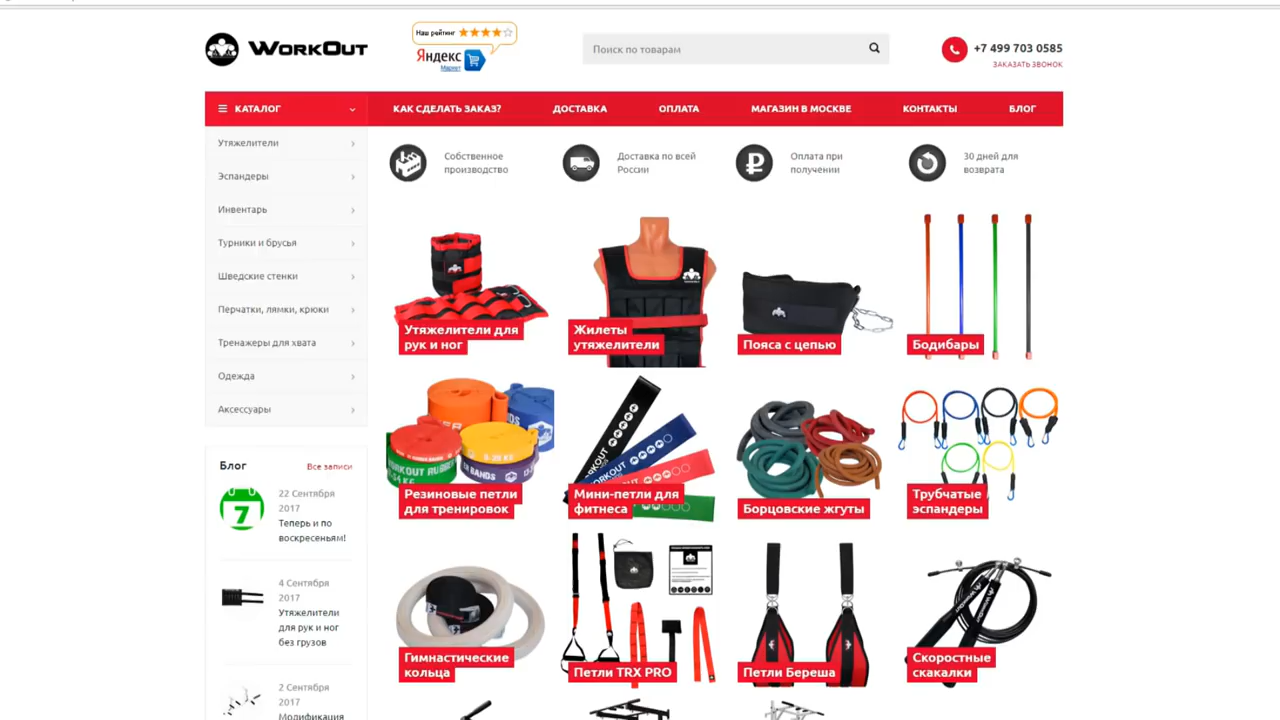 WORKOUT
Наш рейтинг
Яндекс
Маркет
Поиск по товарам
+7 499 703 0585
ЗАКАЗАТЬ ЗВОНОК
КАТАЛОГ
КАК СДЕЛАТЬ ЗАКАЗ?
ДОСТАВКА
ОПЛАТА
МАГАЗИН В МОСКВЕ
КОНТАКТЫ
БЛОГ
Утяжелители
Эспандеры
Инвентарь
Турники и брусья
Шведские стенки
Перчатки, лямки, крюки
Тренажеры для хвата
Одежда
Аксессуары
Собственное
производство
Доставка по всей
России
Оплата при
получении
30 дней для
возврата
Утяжелители для
рук и ног
Жилеты
утяжелители
Пояса с цепью
Бодибары
Резиновые петли
для тренировок
Мини-петли для
фитнеса
Борцовские жгуты
Трубчатые
эспандеры
Гимнастические
кольца
Петли TRX PRO
Петли Береша
Скоростные
скакалки
Блог
Все записи
7
22 Сентября
2017
Теперь и по
воскресеньям!
4 Сентября
2017
Утяжелители
для рук и ног
без грузов
2 Сентября
2017
Модификация